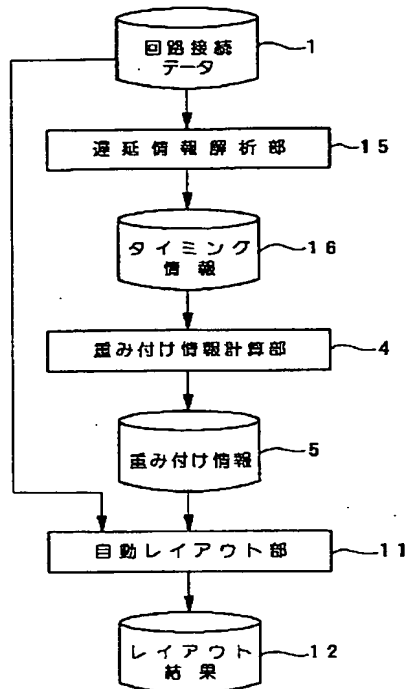 回路接続
データ
1
遅延情報解析部
15
タイミング
情報
16
重み付け情報計算部
4
重み付け情報
5
自動レイアウト部
11
レイアウト
結果
12